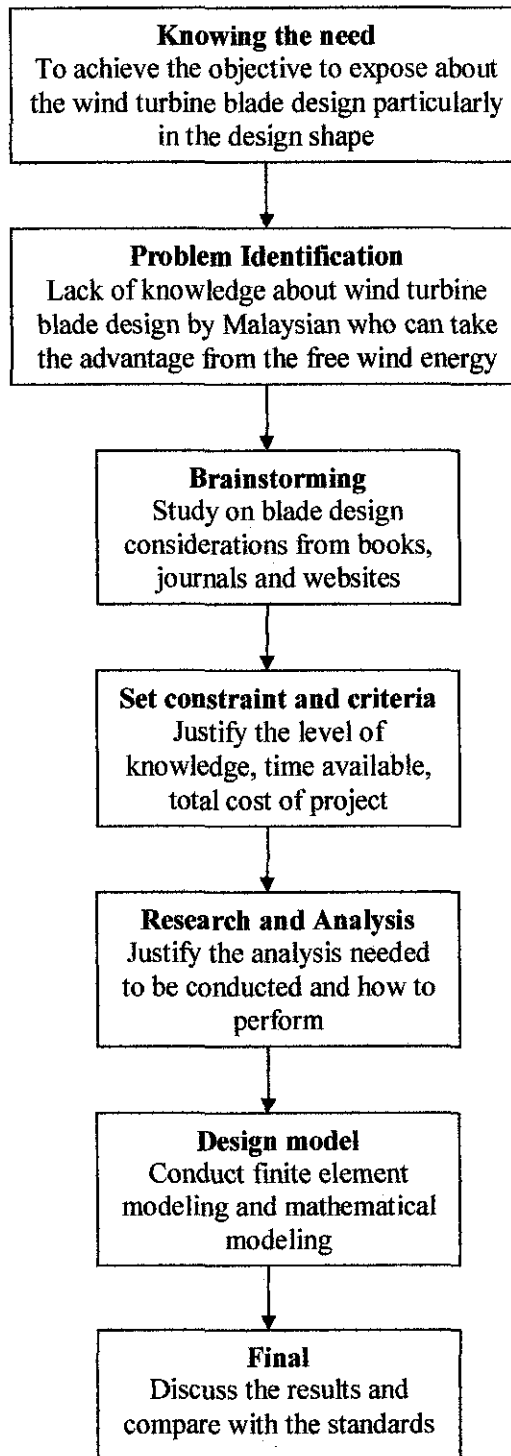 Knowing the need
To achieve the objective to expose about
the wind turbine blade design particularly
in the design shape
Problem Identification
Lack of knowledge about wind turbine
blade design by Malaysian who can take
the advantage from the free wind energy
Brainstorming
Study on blade design
considerations from books,
journals and websites
Set constraint and criteria
Justify the level of
knowledge, time available,
total cost of project
Research and Analysis
Justify the analysis needed
to be conducted and how to
perform
Design model
Conduct finite element
modeling and mathematical
modeling
Final
Discuss the results and
compare with the standards